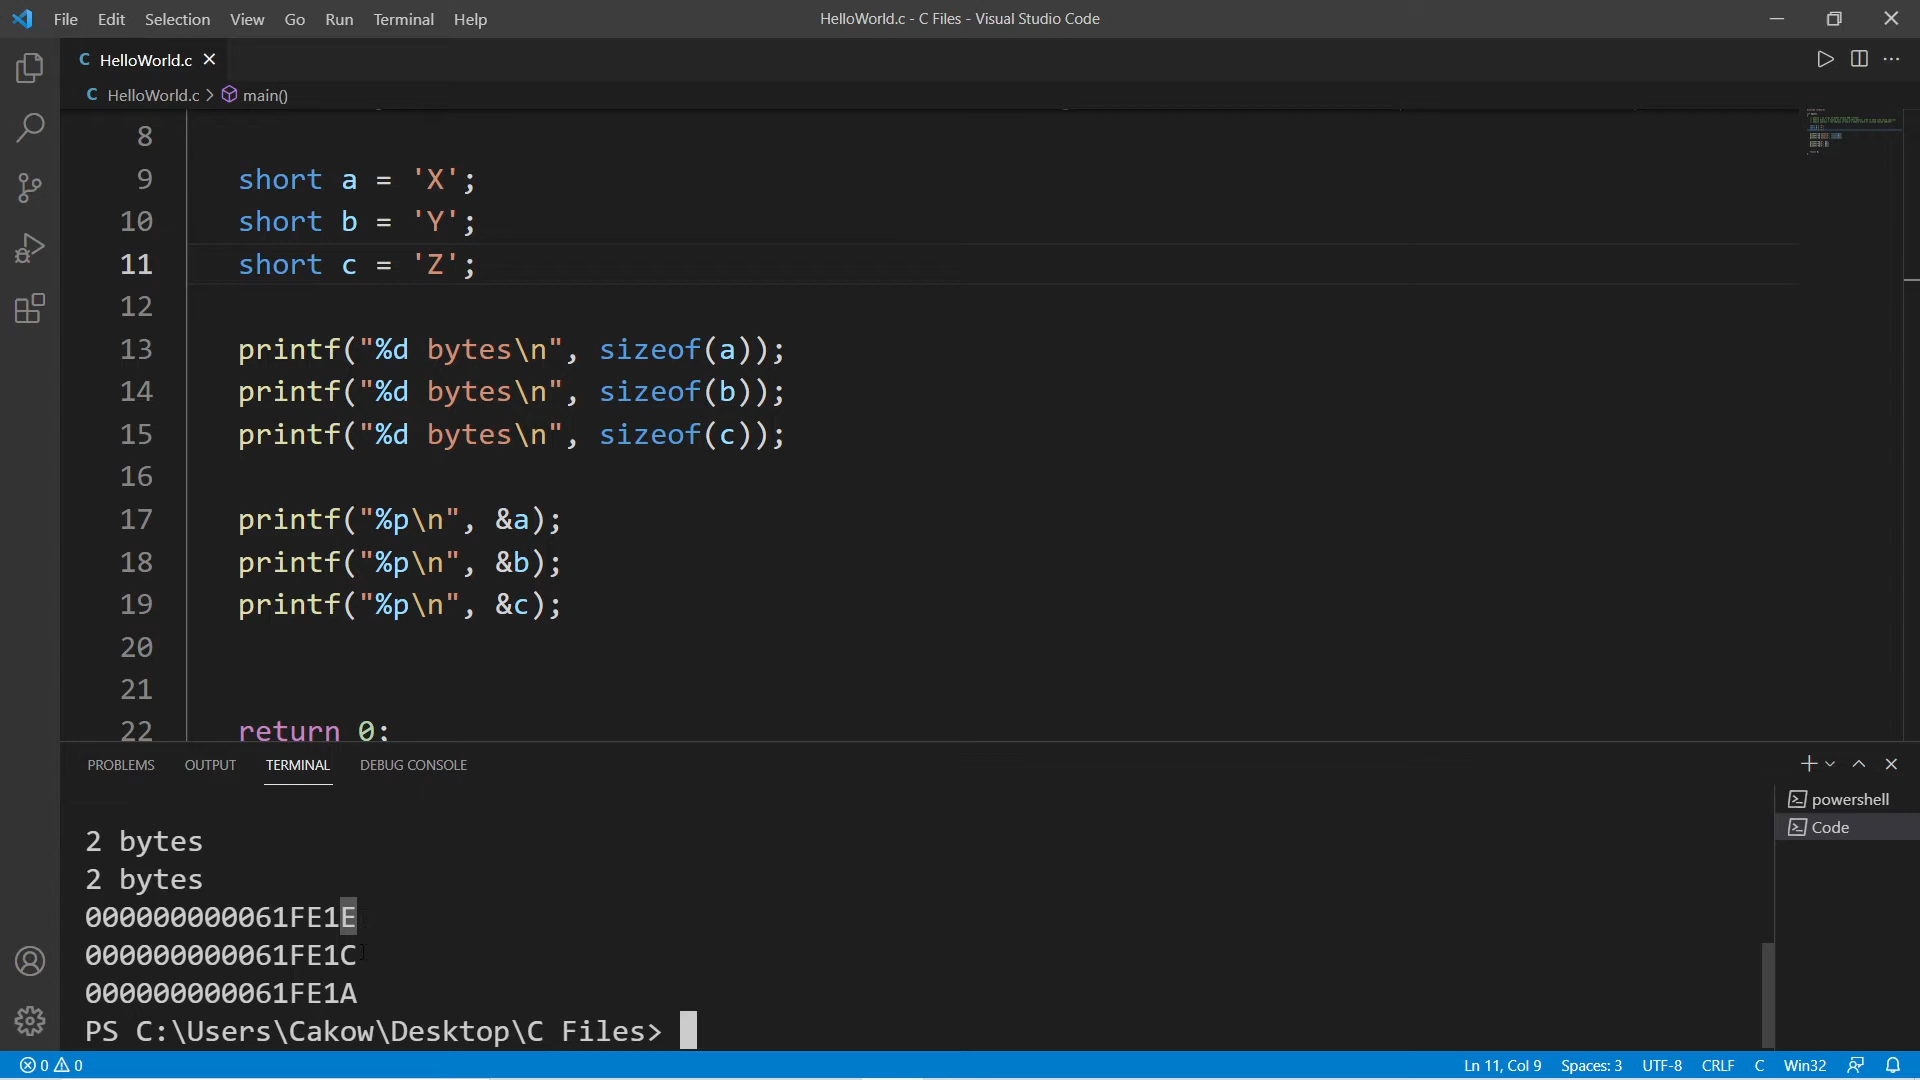 File Edit Selection View Go Run Terminal Help
HelloWorld.c - C Files - Visual Studio Code
C HelloWorld.c
C HelloWorld.c > main()
8
9 short a = 'X';
10 short b = 'Y';
11 short c = 'Z';
12
13 printf("%d bytes\n", sizeof(a));
14 printf("%d bytes\n", sizeof(b));
15 printf("%d bytes\n", sizeof(c));
16
17 printf("%p\n", &a);
18 printf("%p\n", &b);
19 printf("%p\n", &c);
20
21
22 return 0;
PROBLEMS OUTPUT TERMINAL DEBUG CONSOLE
powershell
Code
2 bytes
2 bytes
000000000061FE1E
000000000061FE1C
000000000061FE1A
PS C:\Users\Cakow\Desktop\C Files>
0 0
Ln 11, Col 9 Spaces: 3 UTF-8 CRLF C Win32